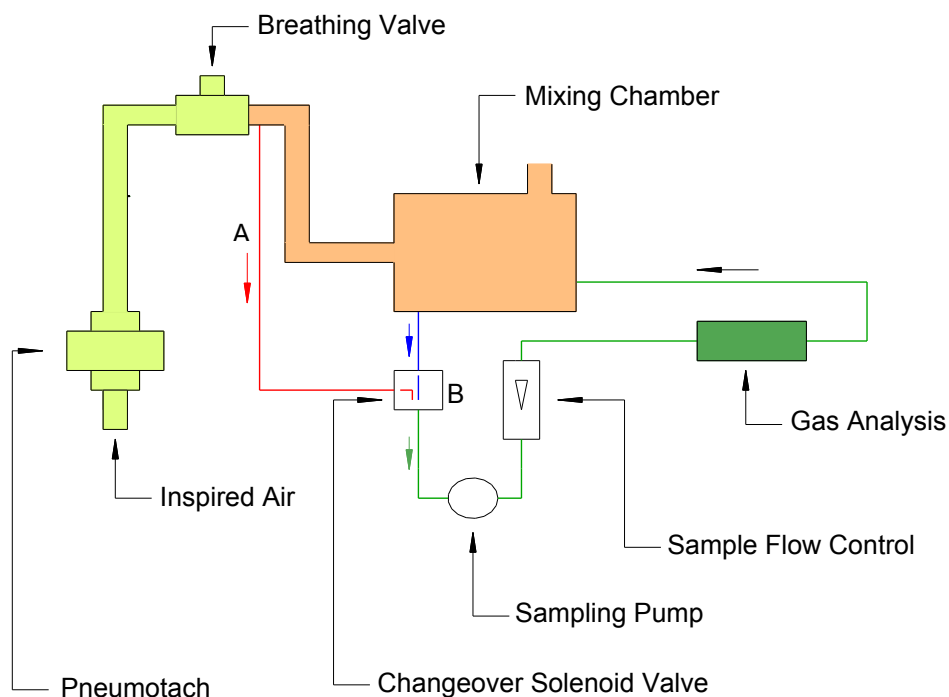 Breathing Valve
Mixing Chamber
A
B
Gas Analysis
Inspired Air
Sample Flow Control
Sampling Pump
Pneumotach
Changeover Solenoid Valve